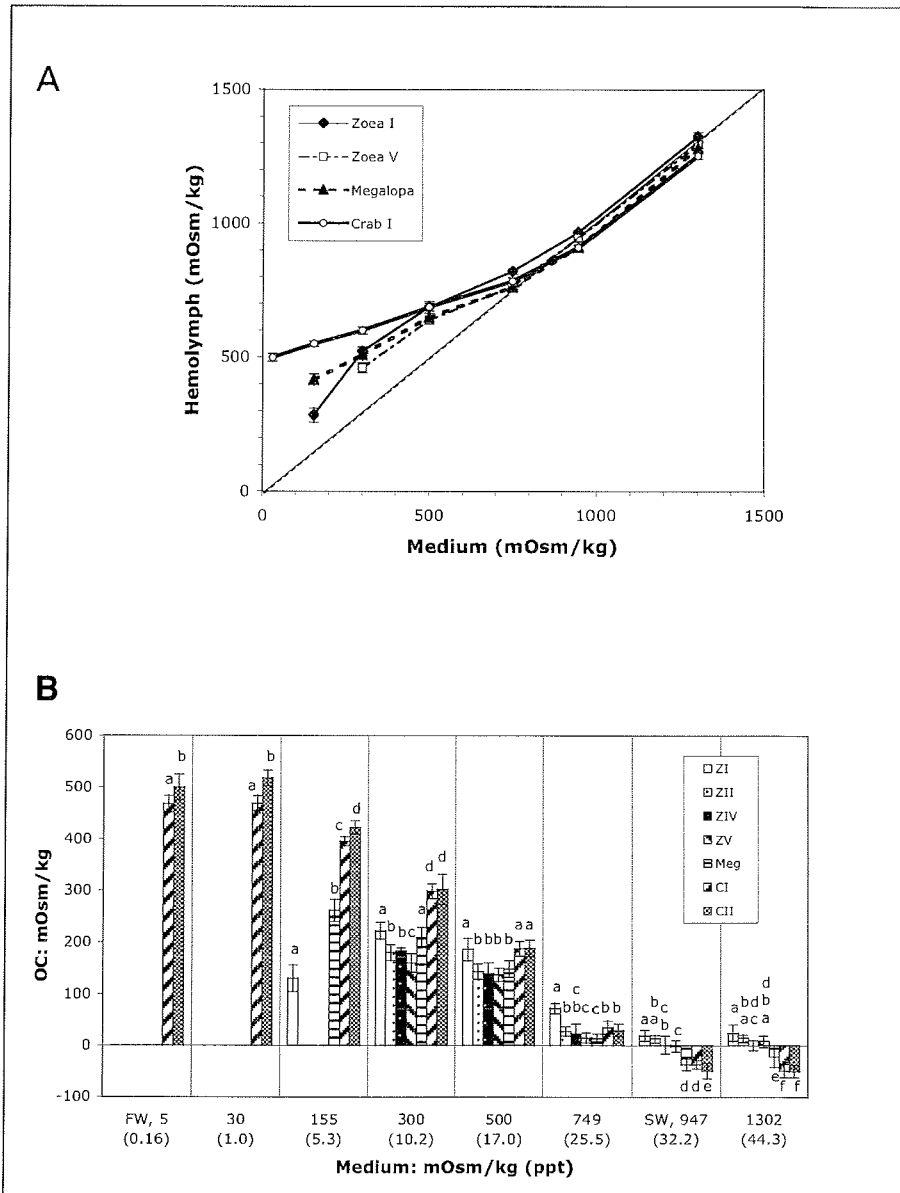 A
1500
1000
500
0
Hemolymph (mOsm/kg)
Zoea I
Zoea V
Megalopa
Crab I
0 500 1000 1500
Medium (mOsm/kg)
B
600
500
400
300
200
100
0
-100
OC: mOsm/kg
a b
a b
a b c d
a b b c a d d
a b b b b a a
a b b c b c c b b
a a b b c c d d e
a a b c d a b d e f f
ZI
ZII
ZIV
ZV
Meg
CI
CII
FW, 5 30 155 300 500 749 SW, 947 1302
(0.16) (1.0) (5.3) (10.2) (17.0) (25.5) (32.2) (44.3)
Medium: mOsm/kg (ppt)